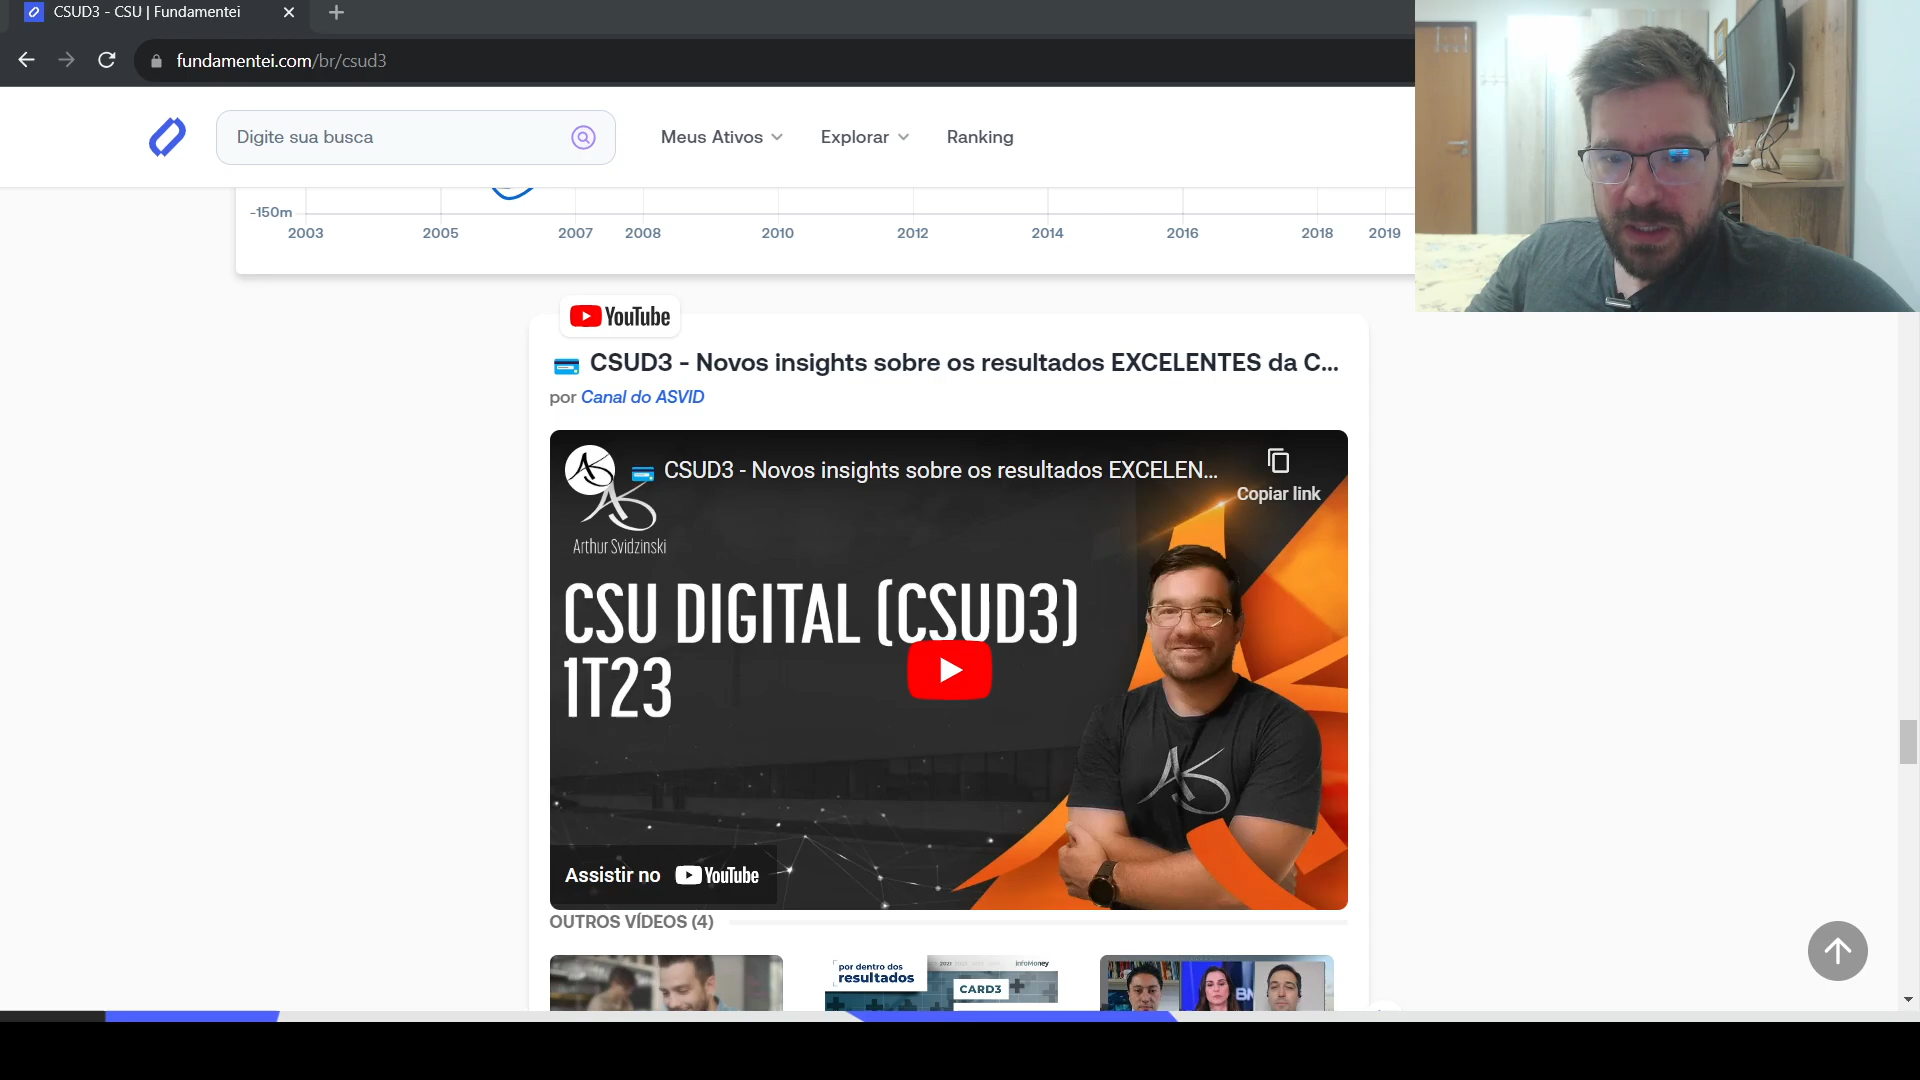 CSUD3 - CSU | Fundamentei
fundamentei.com/br/csud3
Digite sua busca
Meus Ativos
Explorar
Ranking
-150m
2003 2005 2007 2008 2010 2012 2014 2016 2018 2019
YouTube
CSUD3 - Novos insights sobre os resultados EXCELENTES da C...
por Canal do ASVID
CSUD3 - Novos insights sobre os resultados EXCELEN...
Copiar link
Arthur Svidzinski
CSU DIGITAL (CSUD3)
1T23
Assistir no YouTube
OUTROS VÍDEOS (4)
por dentro dos
resultados
2022
InfoMoney
CARD3